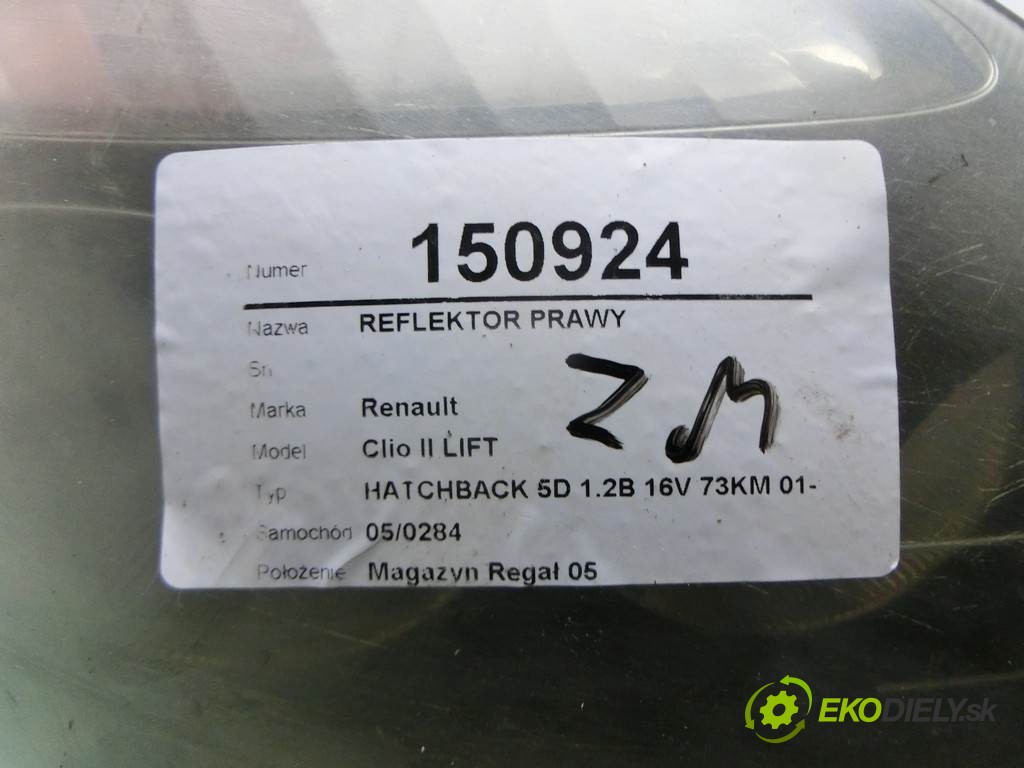 Numer 150924
Nazwa REFLEKTOR PRAWY
Sn
Marka Renault
Model Clio II LIFT
Typ HATCHBACK 5D 1.2B 16V 73KM 01-
Samochód 05/0284
Położenie Magazyn Regał 05
ZM
EKODIELY.sk